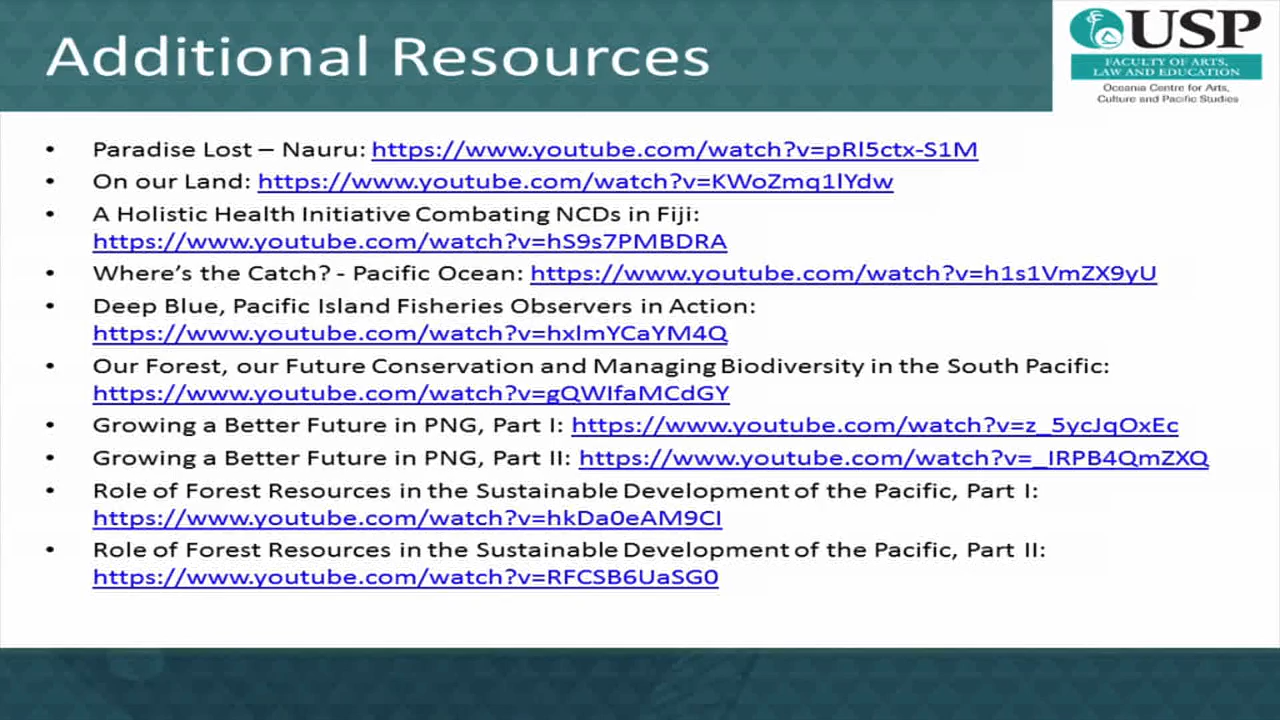 Additional Resources
USP
FACULTY OF ARTS,
LAW AND EDUCATION
Oceania Centre for Arts,
Culture and Pacific Studies
• Paradise Lost – Nauru: https://www.youtube.com/watch?v=pRl5ctx-S1M
• On our Land: https://www.youtube.com/watch?v=KWoZmq1lYdw
• A Holistic Health Initiative Combating NCDs in Fiji:
https://www.youtube.com/watch?v=hS9s7PMBDRA
• Where's the Catch? - Pacific Ocean: https://www.youtube.com/watch?v=h1s1VmZX9yU
• Deep Blue, Pacific Island Fisheries Observers in Action:
https://www.youtube.com/watch?v=hxlmYCaYM4Q
• Our Forest, our Future Conservation and Managing Biodiversity in the South Pacific:
https://www.youtube.com/watch?v=gQWIfaMCdGY
• Growing a Better Future in PNG, Part I: https://www.youtube.com/watch?v=z_5ycJqOxEc
• Growing a Better Future in PNG, Part II: https://www.youtube.com/watch?v=_IRPB4QmZXQ
• Role of Forest Resources in the Sustainable Development of the Pacific, Part I:
https://www.youtube.com/watch?v=hkDa0eAM9CI
• Role of Forest Resources in the Sustainable Development of the Pacific, Part II:
https://www.youtube.com/watch?v=RFCSB6UaSG0